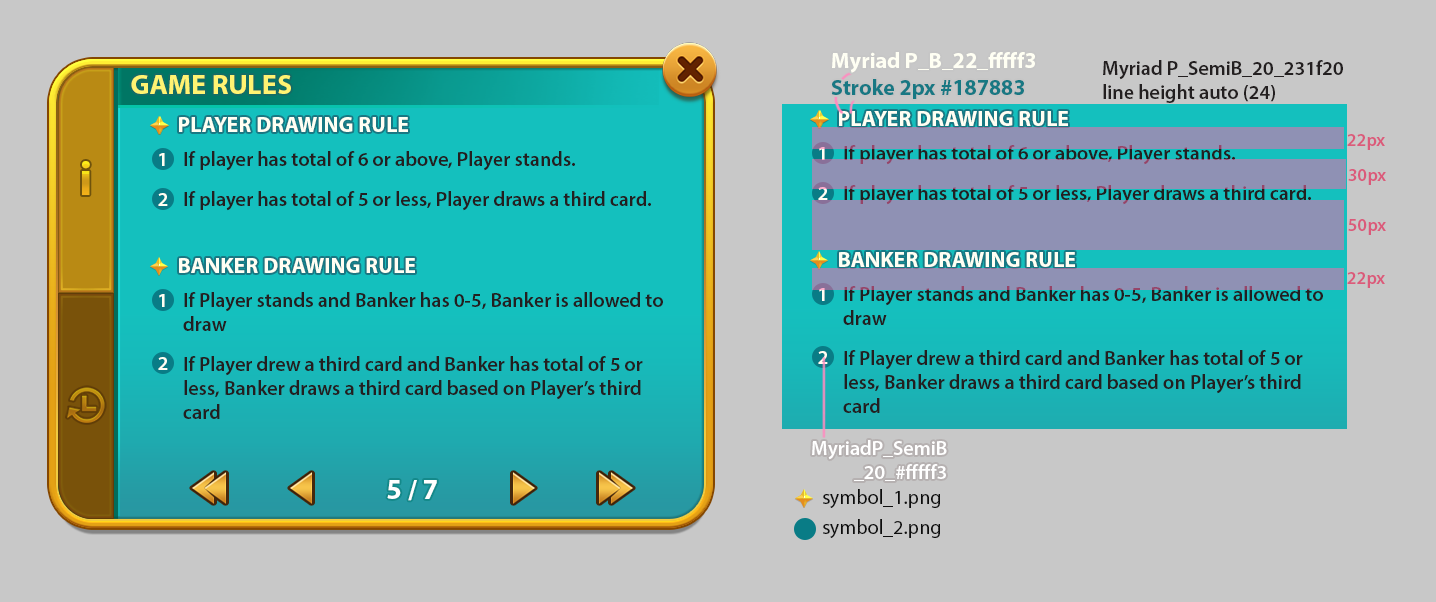 GAME RULES
PLAYER DRAWING RULE
1 If player has total of 6 or above, Player stands.
2 If player has total of 5 or less, Player draws a third card.
BANKER DRAWING RULE
1 If Player stands and Banker has 0-5, Banker is allowed to
draw
2 If Player drew a third card and Banker has total of 5 or
less, Banker draws a third card based on Player’s third
card
5 / 7
Myriad P_B_22_fffff3
Stroke 2px #187883
Myriad P_SemiB_20_231f20
line height auto (24)
PLAYER DRAWING RULE
22px
1 If player has total of 6 or above, Player stands.
30px
2 If player has total of 5 or less, Player draws a third card.
50px
BANKER DRAWING RULE
22px
1 If Player stands and Banker has 0-5, Banker is allowed to
draw
2 If Player drew a third card and Banker has total of 5 or
less, Banker draws a third card based on Player’s third
card
MyriadP_SemiB
_20_#fffff3
symbol_1.png
symbol_2.png